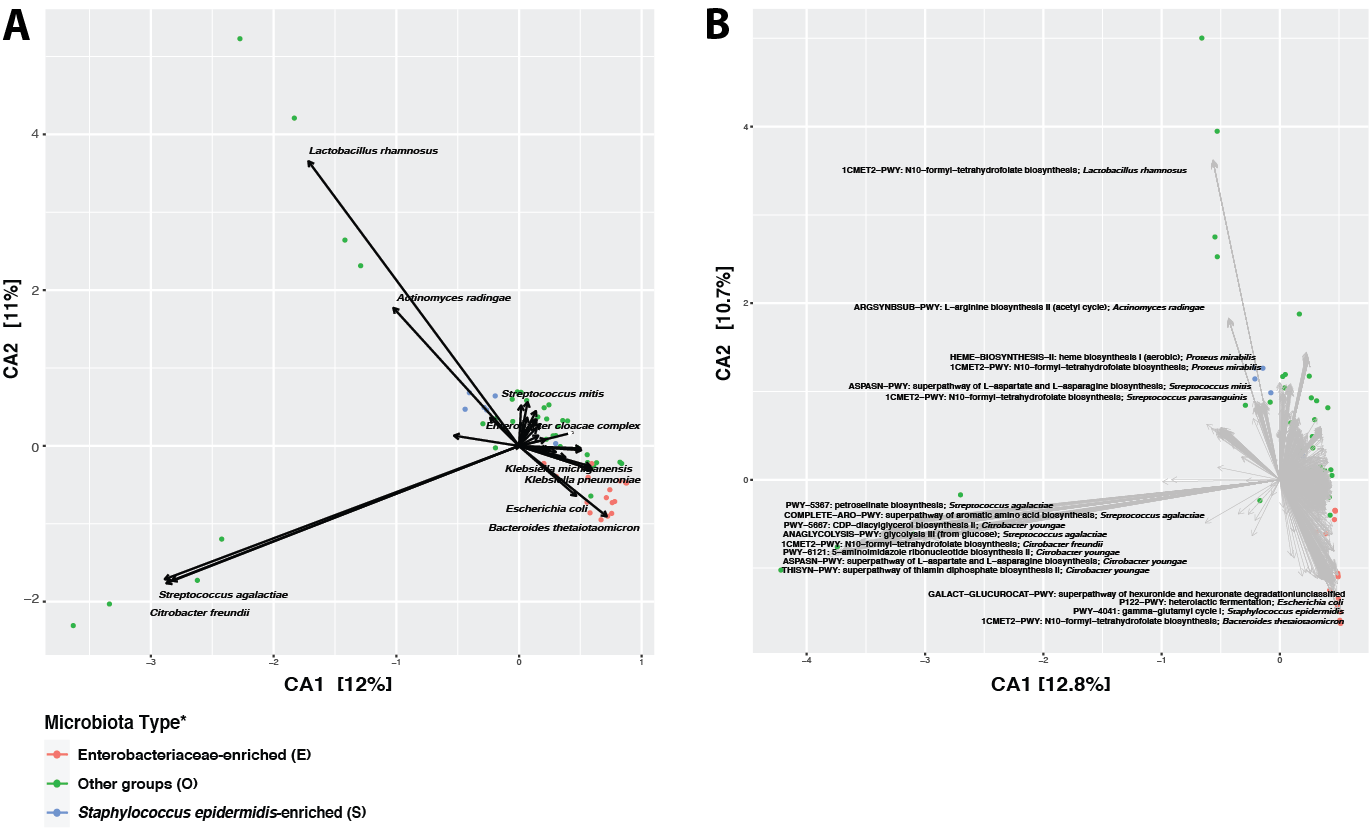 A
B
4
2
0
−2
CA2 [11%]
Lactobacillus rhamnosus
Actinomyces radingae
Streptococcus mitis
Enterobacter cloacae complex
Klebsiella michiganensis
Klebsiella pneumoniae
Escherichia coli
Bacteroides thetaiotaomicron
Streptococcus agalactiae
Citrobacter freundii
−3
−2
−1
0
1
CA1 [12%]
4
2
0
CA2 [10.7%]
1CMET2−PWY: N10−formyl−tetrahydrofolate biosynthesis; Lactobacillus rhamnosus
ARGSYNBSUB−PWY: L−arginine biosynthesis II (acetyl cycle); Actinomyces radingae
HEME−BIOSYNTHESIS−II: heme biosynthesis I (aerobic); Proteus mirabilis
1CMET2−PWY: N10−formyl−tetrahydrofolate biosynthesis; Proteus mirabilis
ASPASN−PWY: superpathway of L−aspartate and L−asparagine biosynthesis; Streptococcus mitis
1CMET2−PWY: N10−formyl−tetrahydrofolate biosynthesis; Streptococcus parasanguinis
PWY−5367: petroselinate biosynthesis; Streptococcus agalactiae
COMPLETE−ARO−PWY: superpathway of aromatic amino acid biosynthesis; Streptococcus agalactiae
PWY−5667: CDP−diacylglycerol biosynthesis II; Citrobacter youngae
ANAGLYCOLYSIS−PWY: glycolysis III (from glucose); Streptococcus agalactiae
1CMET2−PWY: N10−formyl−tetrahydrofolate biosynthesis; Citrobacter freundii
PWY−6121: 5−aminoimidazole ribonucleotide biosynthesis II; Citrobacter youngae
ASPASN−PWY: superpathway of L−aspartate and L−asparagine biosynthesis; Citrobacter youngae
THISYN−PWY: superpathway of thiamin diphosphate biosynthesis II; Citrobacter youngae
GALACT−GLUCUROCAT−PWY: superpathway of hexuronide and hexuronate degradationlunclassified
P122−PWY: heterolactic fermentation; Escherichia coli
PWY−4041: gamma−glutamyl cycle I; Staphylococcus epidermidis
1CMET2−PWY: N10−formyl−tetrahydrofolate biosynthesis; Bacteroides thetaiotaomicron
−4
−3
−2
−1
0
CA1 [12.8%]
Microbiota Type*
Enterobacteriaceae-enriched (E)
Other groups (O)
Staphylococcus epidermidis-enriched (S)